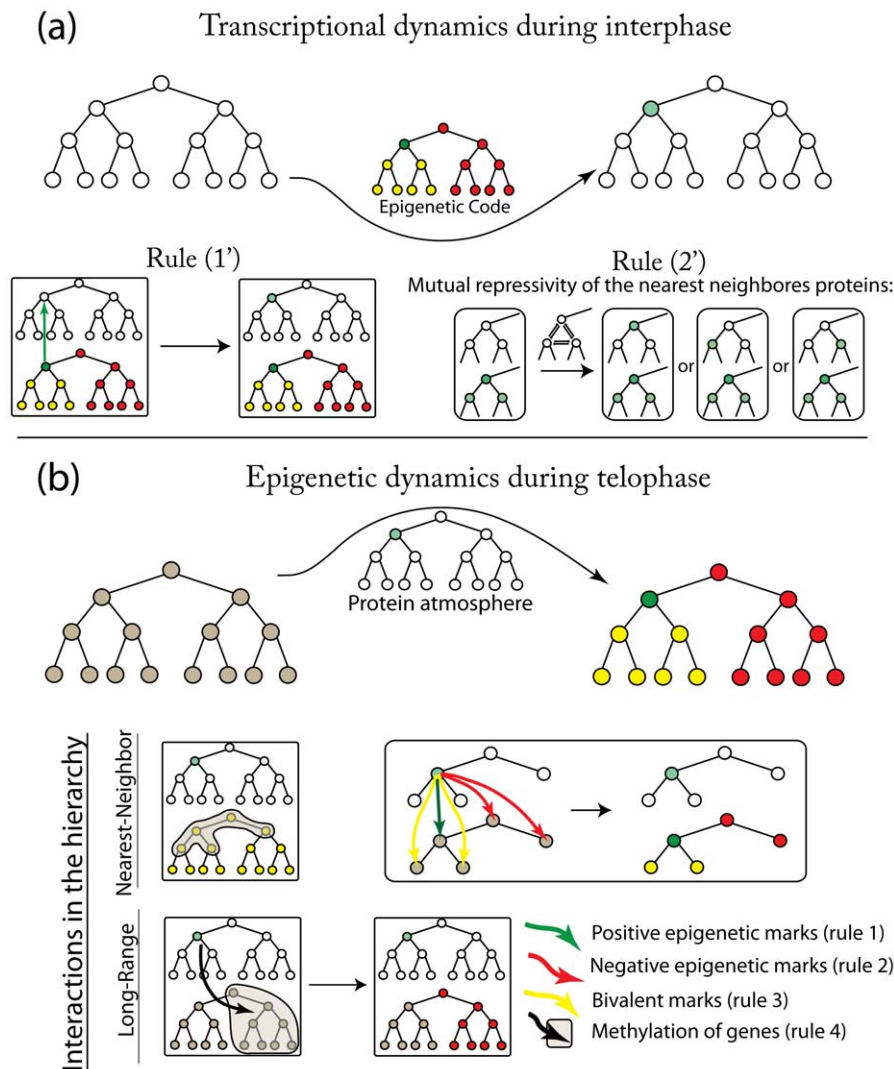 (a) Transcriptional dynamics during interphase
Epigenetic Code
Rule (1')
Rule (2')
Mutual repressivity of the nearest neighbores proteins:
or
or
(b) Epigenetic dynamics during telophase
Protein atmosphere
Interactions in the hierarchy
Nearest-Neighbor
Long-Range
Positive epigenetic marks (rule 1)
Negative epigenetic marks (rule 2)
Bivalent marks (rule 3)
Methylation of genes (rule 4)